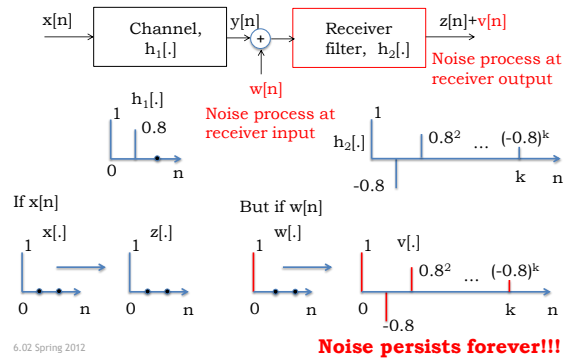 x[n]
Channel,
h₁[.]
y[n]
+
Receiver
filter, h₂[.]
z[n]+v[n]
w[n]
Noise process at
receiver input
Noise process at
receiver output
h₁[.]
1
0.8
0
n
h₂[.]
1
-0.8
0.8²
...
(-0.8)ᵏ
k
n
If x[n]
x[.]
1
0
n
z[.]
1
0
n
But if w[n]
w[.]
1
0
n
v[.]
1
-0.8
0.8²
...
(-0.8)ᵏ
0
k
n
6.02 Spring 2012
Noise persists forever!!!